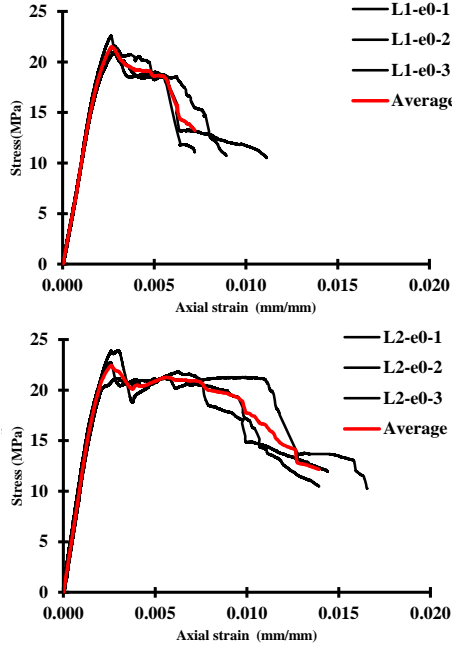 L1-e0-1
L1-e0-2
L1-e0-3
Average
Stress(MPa)
25
20
15
10
5
0
0.000 0.005 0.010 0.015 0.020
Axial strain (mm/mm)
L2-e0-1
L2-e0-2
L2-e0-3
Average
Stress (MPa)
25
20
15
10
5
0
0.000 0.005 0.010 0.015 0.020
Axial strain (mm/mm)